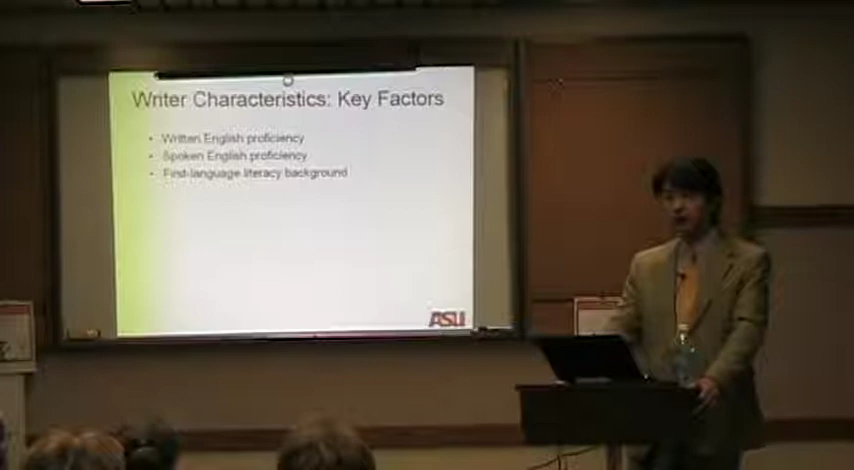 Writer Characteristics: Key Factors
• Written English proficiency
• Spoken English proficiency
• First-language literacy background
ASU